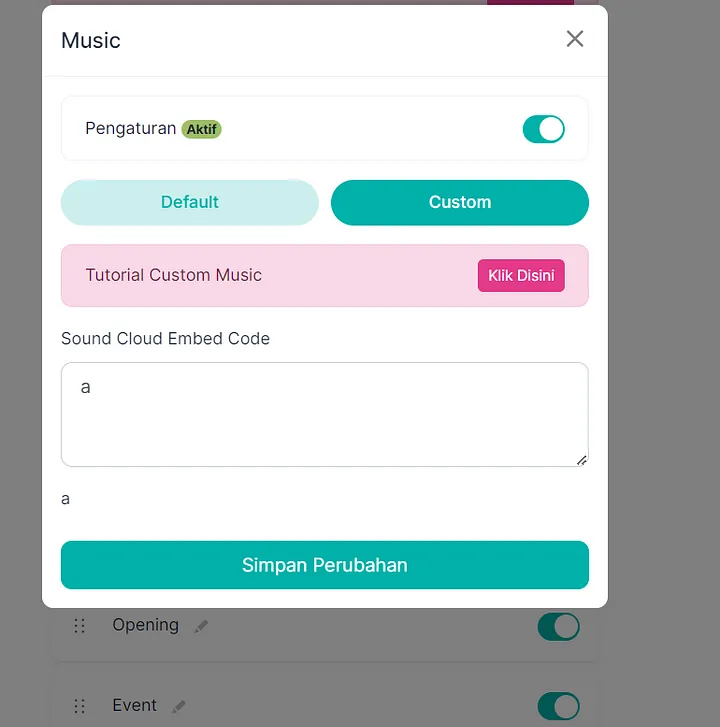 Music
Pengaturan Aktif
Default Custom
Tutorial Custom Music Klik Disini
Sound Cloud Embed Code
a
a
Simpan Perubahan
Opening
Event